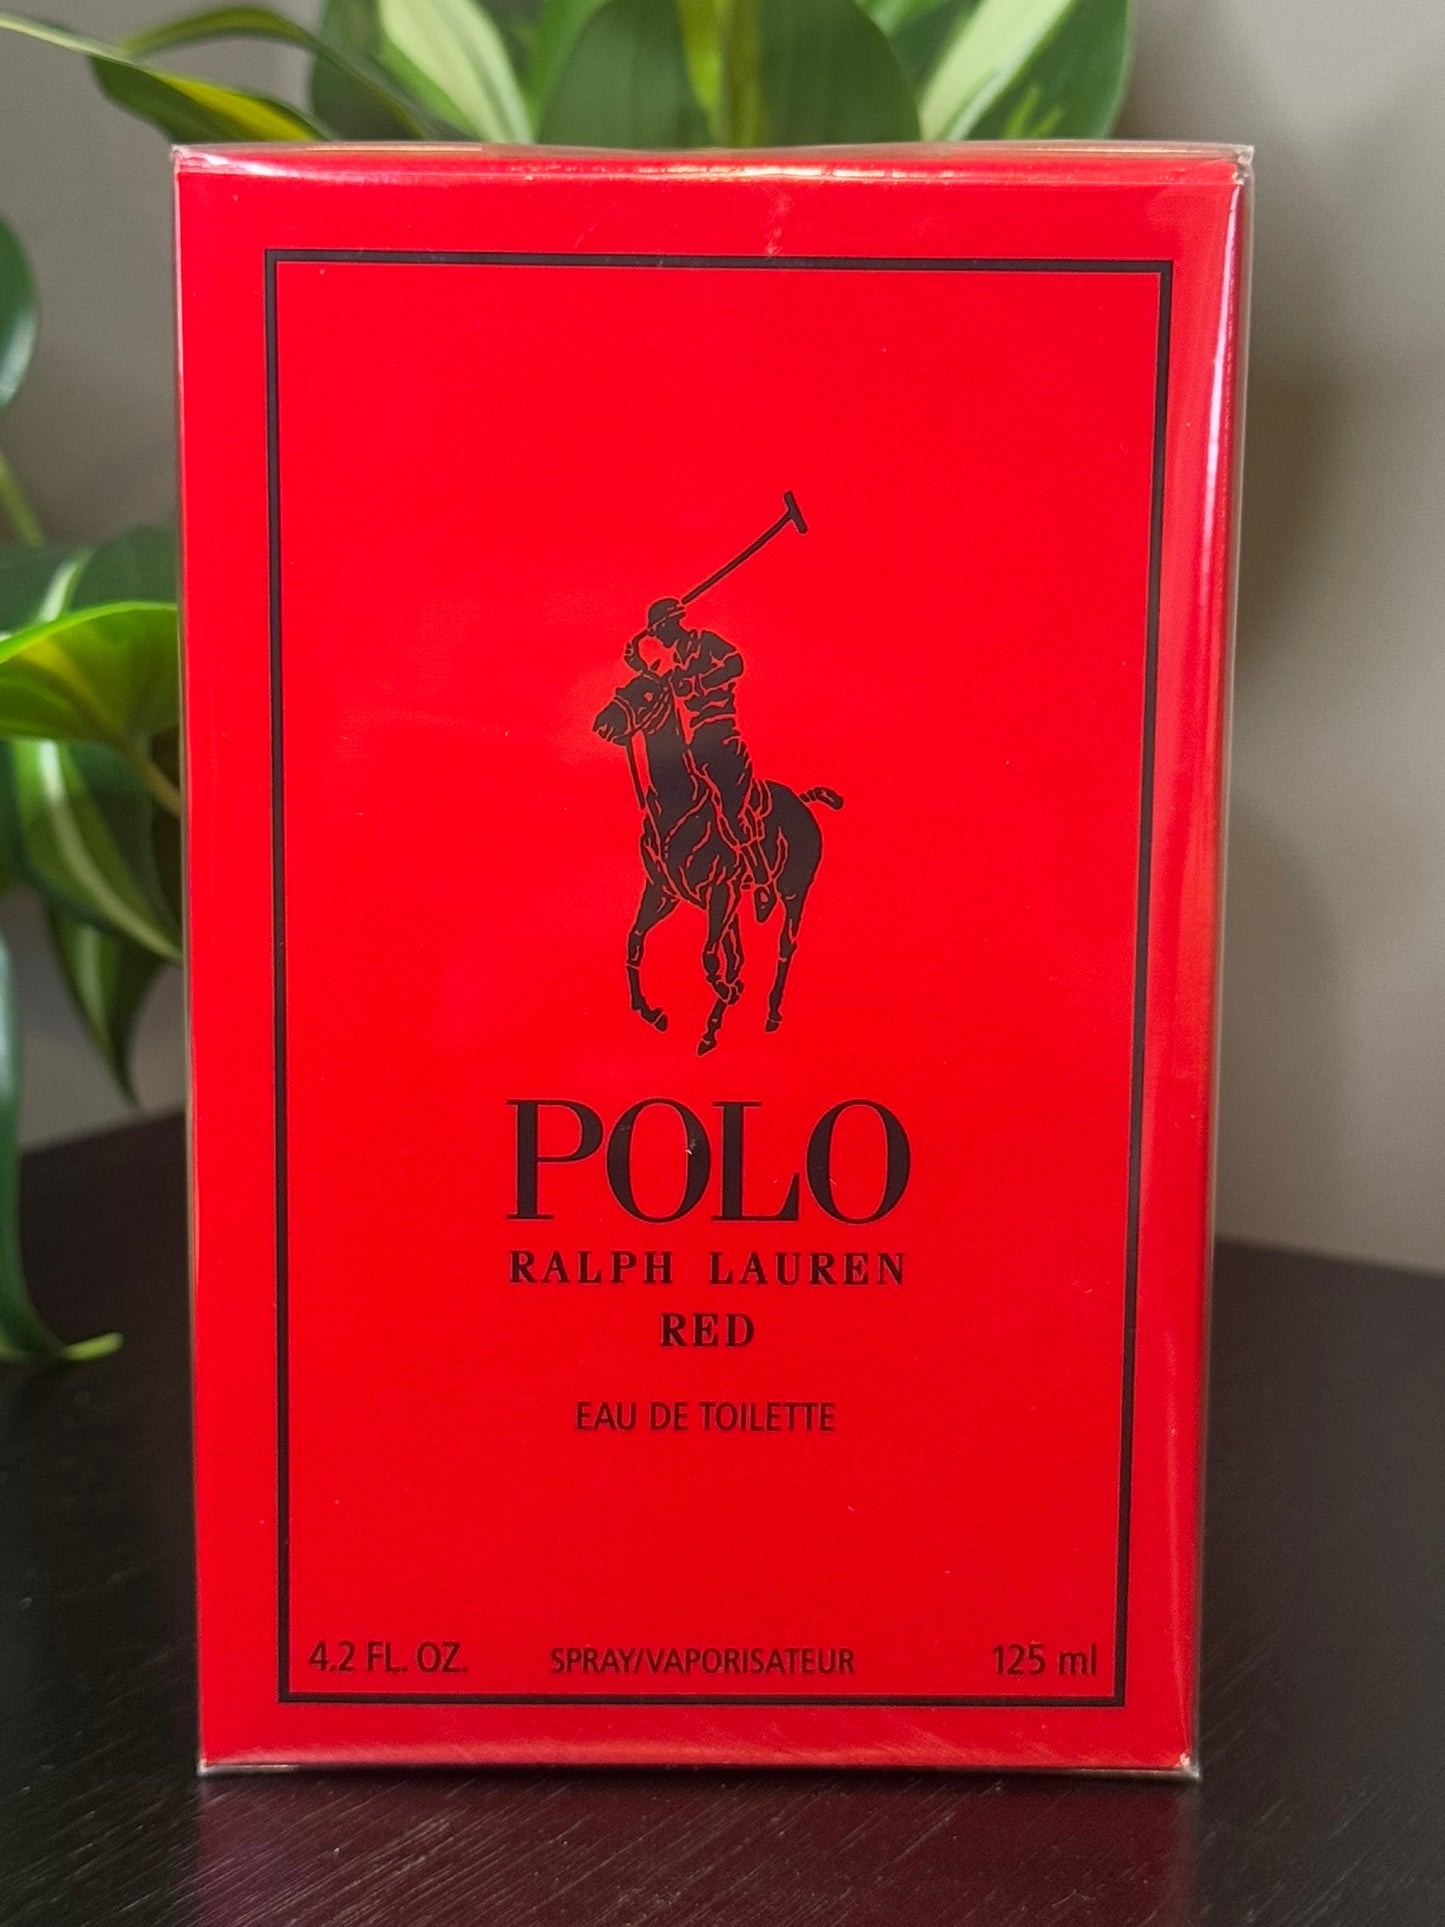 POLO
RALPH LAUREN
RED
EAU DE TOILETTE
4.2 FL. OZ. SPRAY/VAPORISATEUR 125 ml